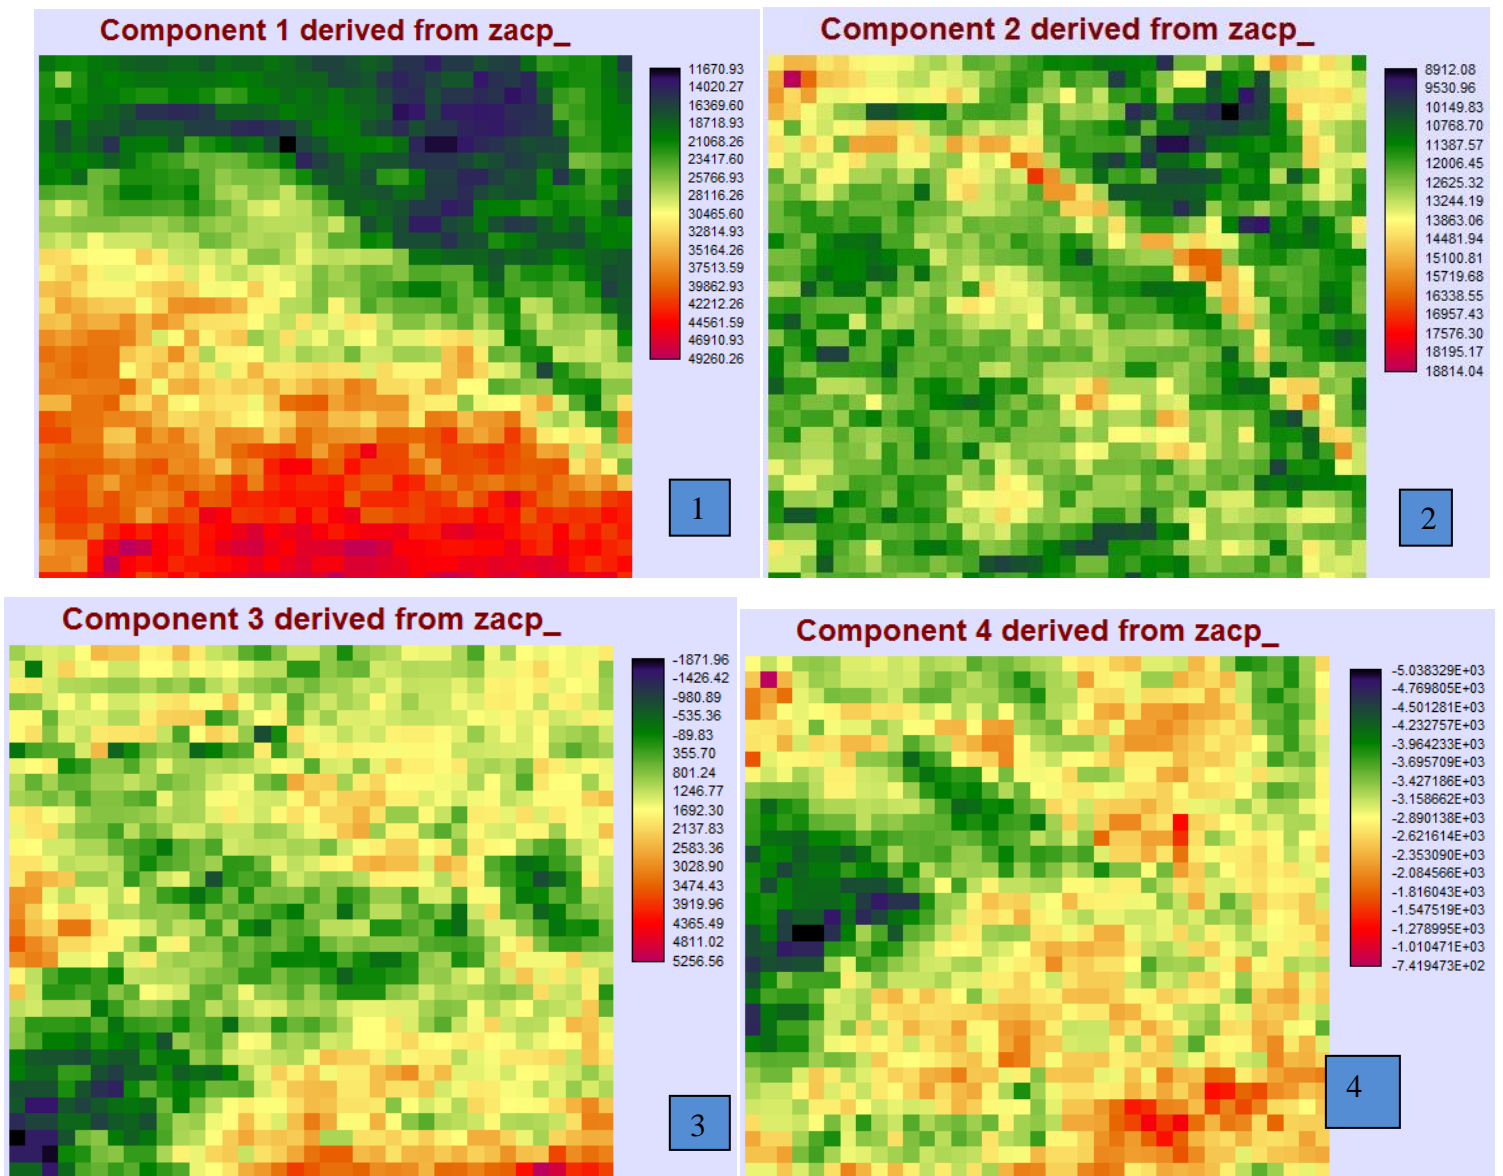 Component 1 derived from zacp_
11670.93
14020.27
16369.60
18718.93
21068.26
23417.60
25766.93
28116.26
30465.60
32814.93
35164.26
37513.59
39862.93
42212.26
44561.59
46910.93
49260.26
1
Component 2 derived from zacp_
8912.08
9530.96
10149.83
10768.70
11387.57
12006.45
12625.32
13244.19
13863.06
14481.94
15100.81
15719.68
16338.55
16957.43
17576.30
18195.17
18814.04
2
Component 3 derived from zacp_
-1871.96
-1426.42
-980.89
-535.36
-89.83
355.70
801.24
1246.77
1692.30
2137.83
2583.36
3028.90
3474.43
3919.96
4365.49
4811.02
5256.56
3
Component 4 derived from zacp_
-5.038329E+03
-4.769805E+03
-4.501281E+03
-4.232757E+03
-3.964233E+03
-3.695709E+03
-3.427186E+03
-3.158662E+03
-2.890138E+03
-2.621614E+03
-2.353090E+03
-2.084566E+03
-1.816043E+03
-1.547519E+03
-1.278995E+03
-1.010471E+03
-7.419473E+02
4